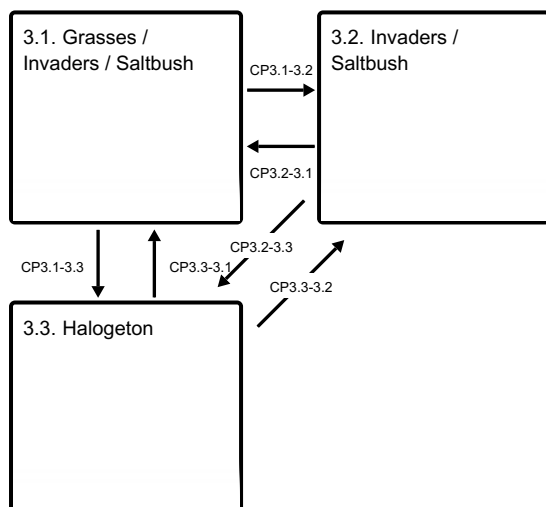 3.1. Grasses /
Invaders / Saltbush
3.2. Invaders /
Saltbush
CP3.1-3.2
CP3.2-3.1
CP3.1-3.3
CP3.3-3.1
CP3.2-3.3
CP3.3-3.2
3.3. Halogeton